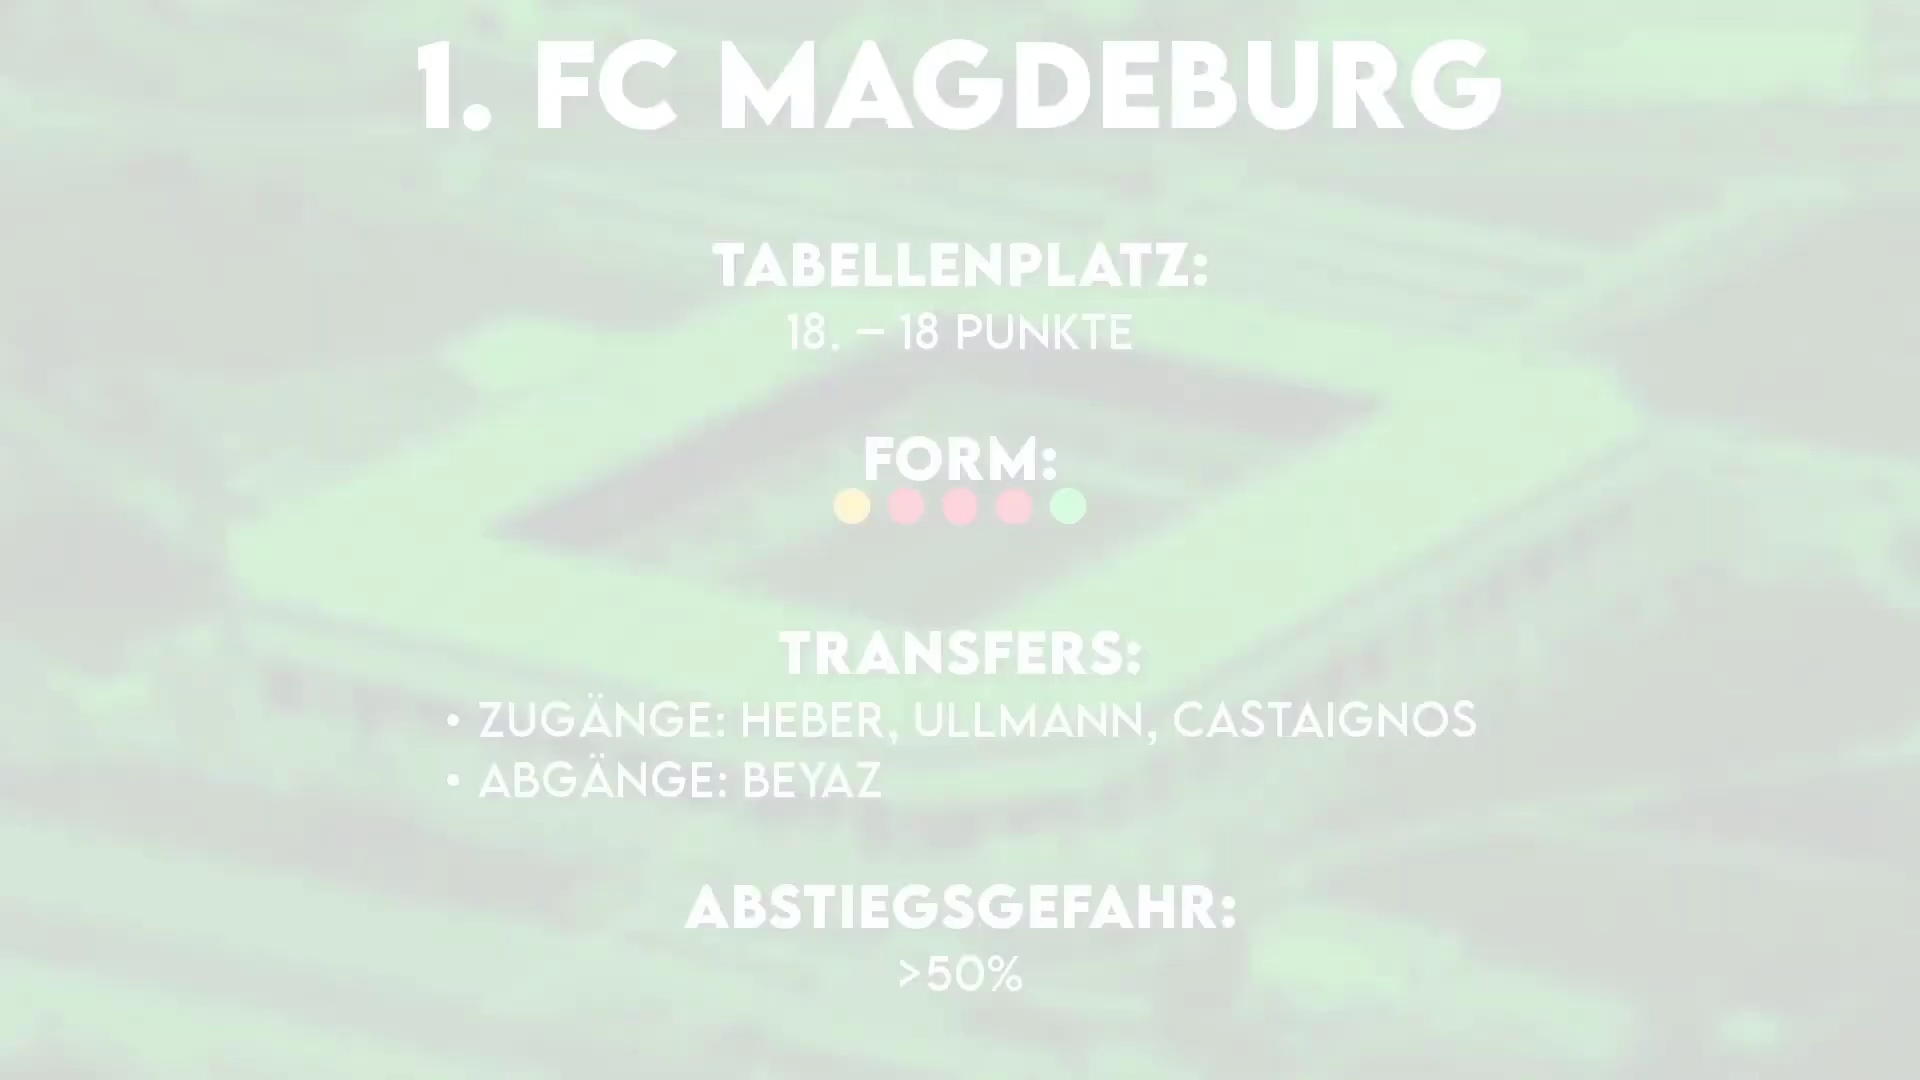 1. FC MAGDEBURG
TABELLENPLATZ:
18. – 18 PUNKTE
FORM:
TRANSFERS:
• ZUGÄNGE: HEBER, ULLMANN, CASTAIGNOS
• ABGÄNGE: BEYAZ
ABSTIEGSGEFAHR:
>50%